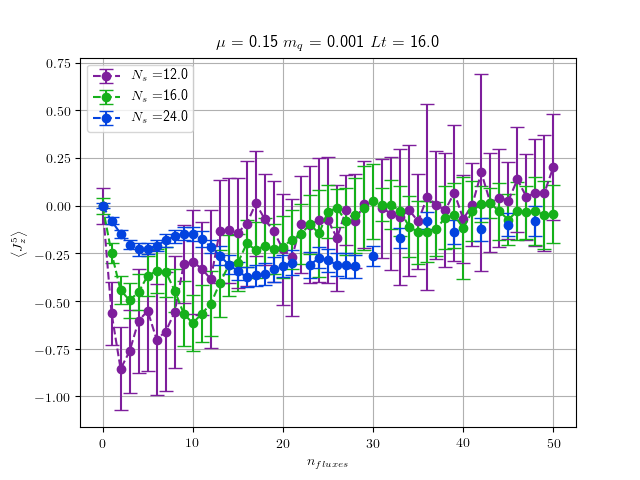 μ = 0.15 m_q = 0.001 Lt = 16.0
N_s =12.0
N_s =16.0
N_s =24.0
0.75
0.50
0.25
0.00
−0.25
−0.50
−0.75
−1.00
⟨J_z^5⟩
0 10 20 30 40 50
n_fluxes